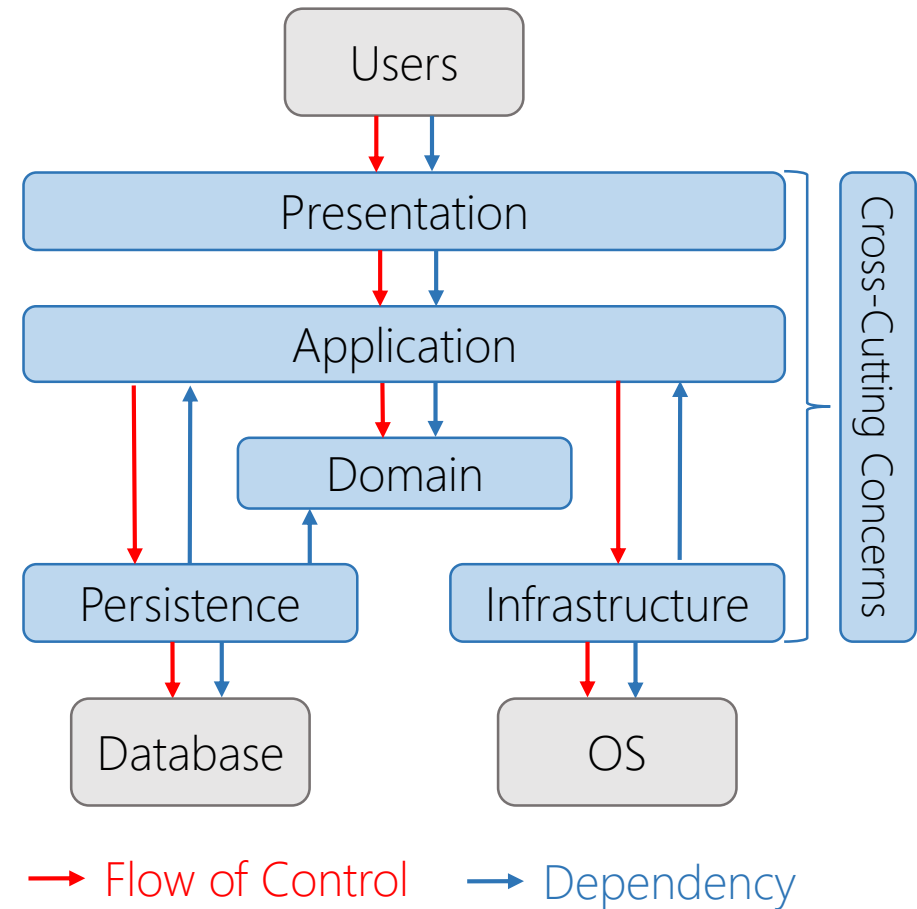 Users
Presentation
Application
Domain
Persistence
Infrastructure
Database
OS
Cross-Cutting Concerns
Flow of Control
Dependency